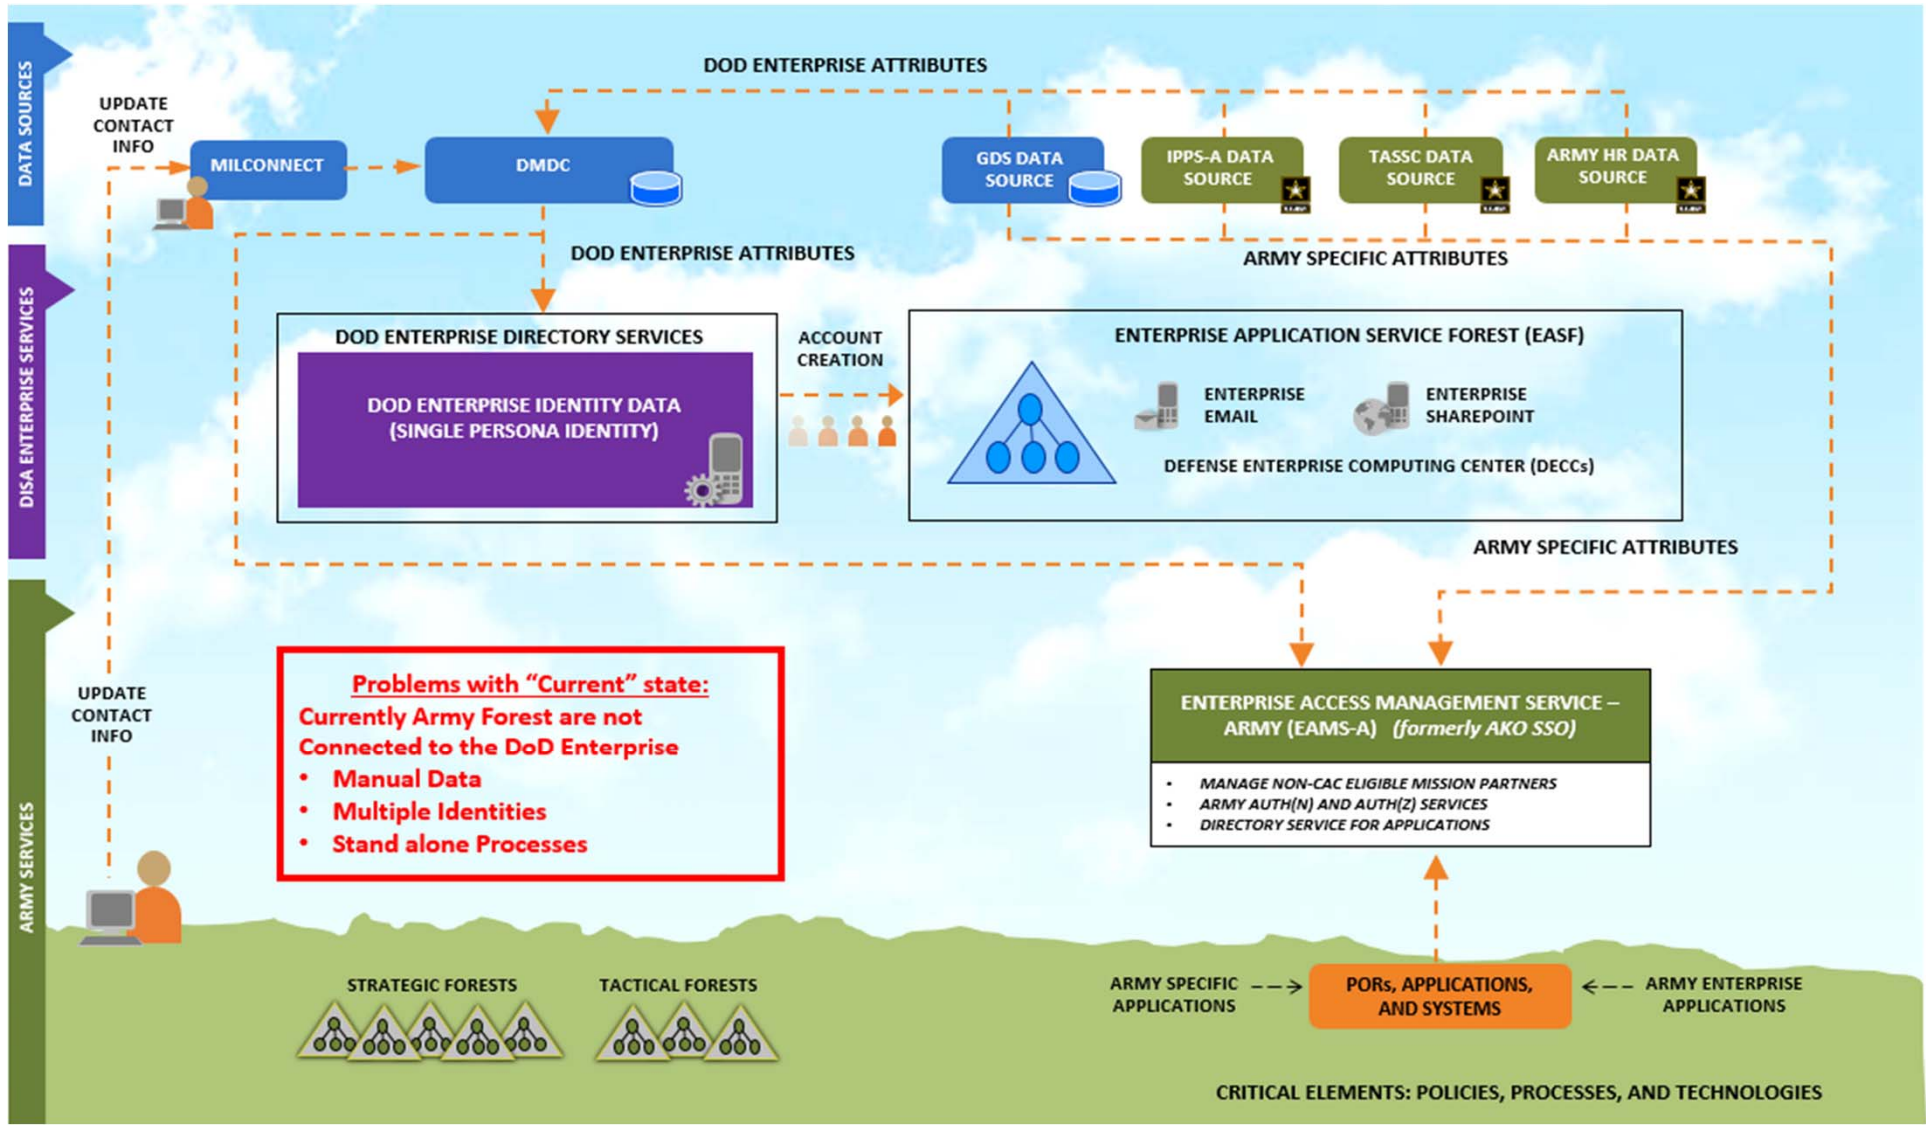 DATA SOURCES
DOD ENTERPRISE ATTRIBUTES
UPDATE
CONTACT
INFO
MILCONNECT
DMDC
GDS DATA
SOURCE
IPPS-A DATA
SOURCE
TASSC DATA
SOURCE
ARMY HR DATA
SOURCE
DOD ENTERPRISE ATTRIBUTES
ARMY SPECIFIC ATTRIBUTES
DISA ENTERPRISE SERVICES
DOD ENTERPRISE DIRECTORY SERVICES
DOD ENTERPRISE IDENTITY DATA
(SINGLE PERSONA IDENTITY)
ACCOUNT
CREATION
ENTERPRISE APPLICATION SERVICE FOREST (EASF)
ENTERPRISE
EMAIL
ENTERPRISE
SHAREPOINT
DEFENSE ENTERPRISE COMPUTING CENTER (DECCs)
ARMY SPECIFIC ATTRIBUTES
ARMY SERVICES
UPDATE
CONTACT
INFO
Problems with “Current” state:
Currently Army Forest are not
Connected to the DoD Enterprise
• Manual Data
• Multiple Identities
• Stand alone Processes
ENTERPRISE ACCESS MANAGEMENT SERVICE –
ARMY (EAMS-A) (formerly AKO SSO)
• MANAGE NON-CAC ELIGIBLE MISSION PARTNERS
• ARMY AUTH(N) AND AUTH(Z) SERVICES
• DIRECTORY SERVICE FOR APPLICATIONS
STRATEGIC FORESTS
TACTICAL FORESTS
ARMY SPECIFIC
APPLICATIONS
PORs, APPLICATIONS,
AND SYSTEMS
ARMY ENTERPRISE
APPLICATIONS
CRITICAL ELEMENTS: POLICIES, PROCESSES, AND TECHNOLOGIES